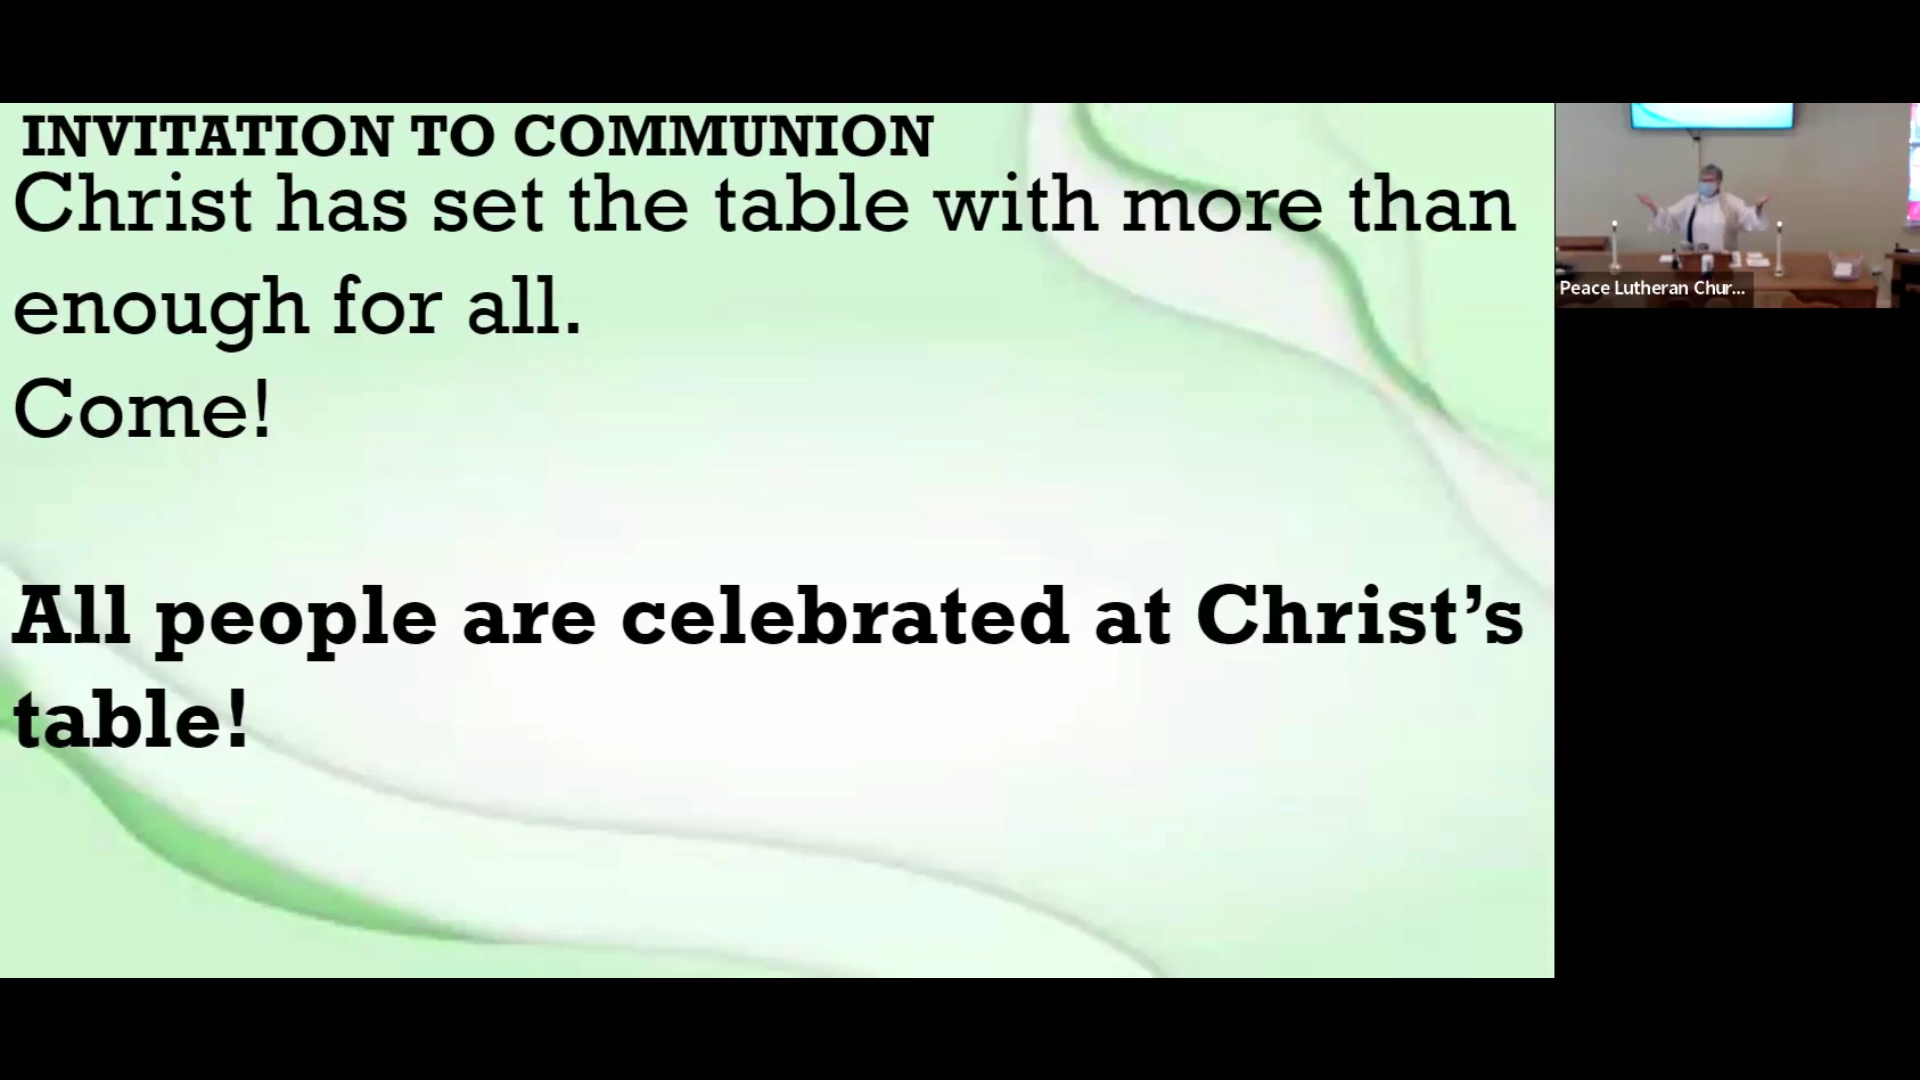 INVITATION TO COMMUNION
Christ has set the table with more than
enough for all.
Come!
All people are celebrated at Christ’s
table!
Peace Lutheran Chur...